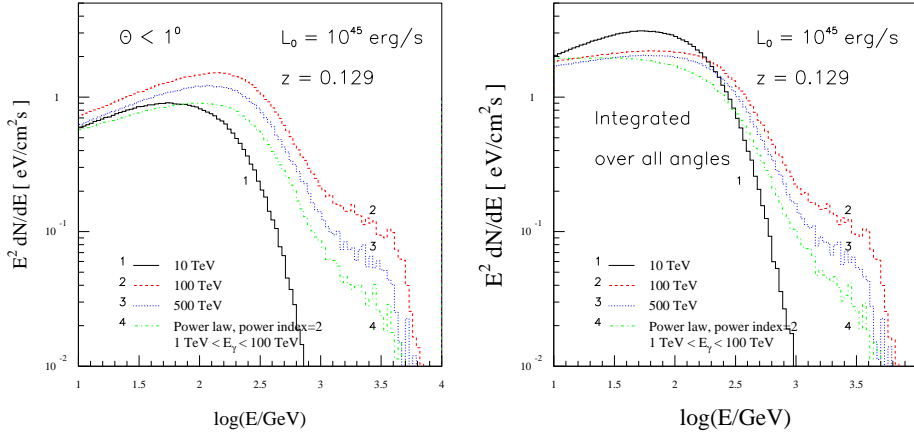 Θ < 1⁰
L₀ = 10⁴⁵ erg/s
z = 0.129
E² dN/dE [ eV/cm²s ]
1
10⁻¹
10⁻²
1
2
3
4
1 10 TeV
2 100 TeV
3 500 TeV
4 Power law, power index=2
1 TeV < Eᵧ < 100 TeV
1 1.5 2 2.5 3 3.5 4
log(E/GeV)
L₀ = 10⁴⁵ erg/s
z = 0.129
Integrated
over all angles
E² dN/dE [ eV/cm²s ]
1
10⁻¹
10⁻²
1
2
3
4
1 10 TeV
2 100 TeV
3 500 TeV
4 Power law, power index=2
1 TeV < Eᵧ < 100 TeV
1 1.5 2 2.5 3 3.5
log(E/GeV)